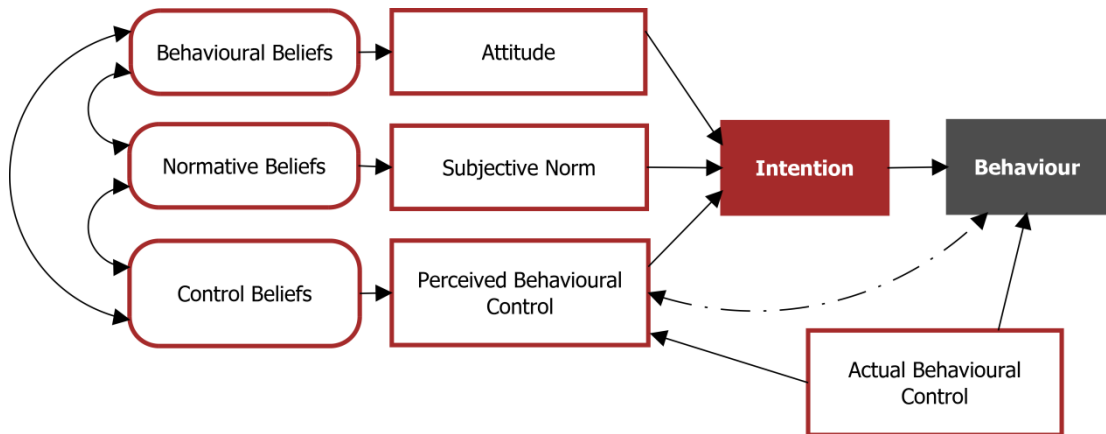 Behavioural Beliefs
Attitude
Normative Beliefs
Subjective Norm
Intention
Behaviour
Control Beliefs
Perceived Behavioural
Control
Actual Behavioural
Control